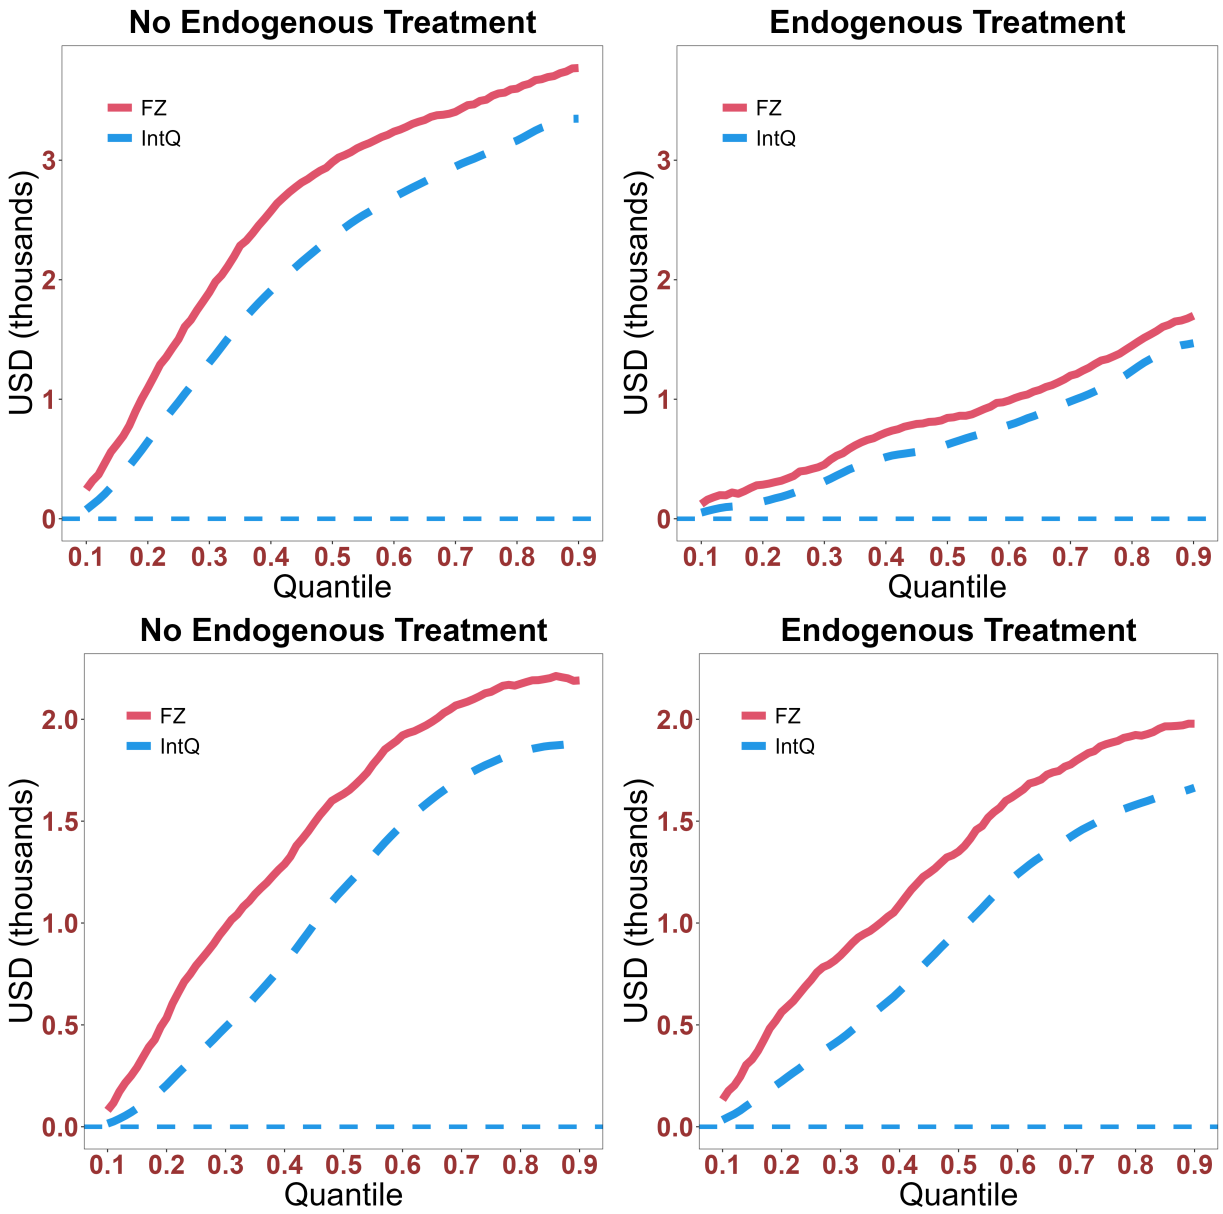 No Endogenous Treatment
USD (thousands)
3
2
1
0
FZ
IntQ
0.1 0.2 0.3 0.4 0.5 0.6 0.7 0.8 0.9
Quantile
Endogenous Treatment
USD (thousands)
3
2
1
0
FZ
IntQ
0.1 0.2 0.3 0.4 0.5 0.6 0.7 0.8 0.9
Quantile
No Endogenous Treatment
USD (thousands)
2.0
1.5
1.0
0.5
0.0
FZ
IntQ
0.1 0.2 0.3 0.4 0.5 0.6 0.7 0.8 0.9
Quantile
Endogenous Treatment
USD (thousands)
2.0
1.5
1.0
0.5
0.0
FZ
IntQ
0.1 0.2 0.3 0.4 0.5 0.6 0.7 0.8 0.9
Quantile